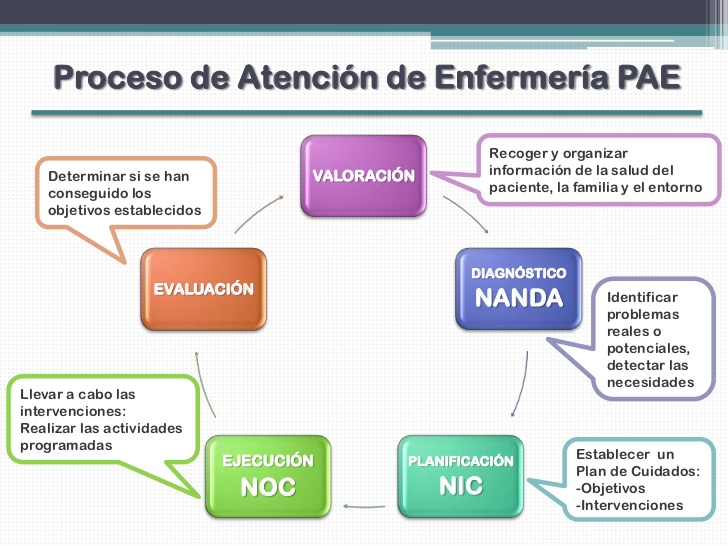 Proceso de Atención de Enfermería PAE
VALORACIÓN
Recoger y organizar
información de la salud del
paciente, la familia y el entorno
DIAGNÓSTICO
NANDA
Identificar
problemas
reales o
potenciales,
detectar las
necesidades
PLANIFICACIÓN
NIC
Establecer un
Plan de Cuidados:
-Objetivos
-Intervenciones
EJECUCIÓN
NOC
Llevar a cabo las
intervenciones:
Realizar las actividades
programadas
EVALUACIÓN
Determinar si se han
conseguido los
objetivos establecidos